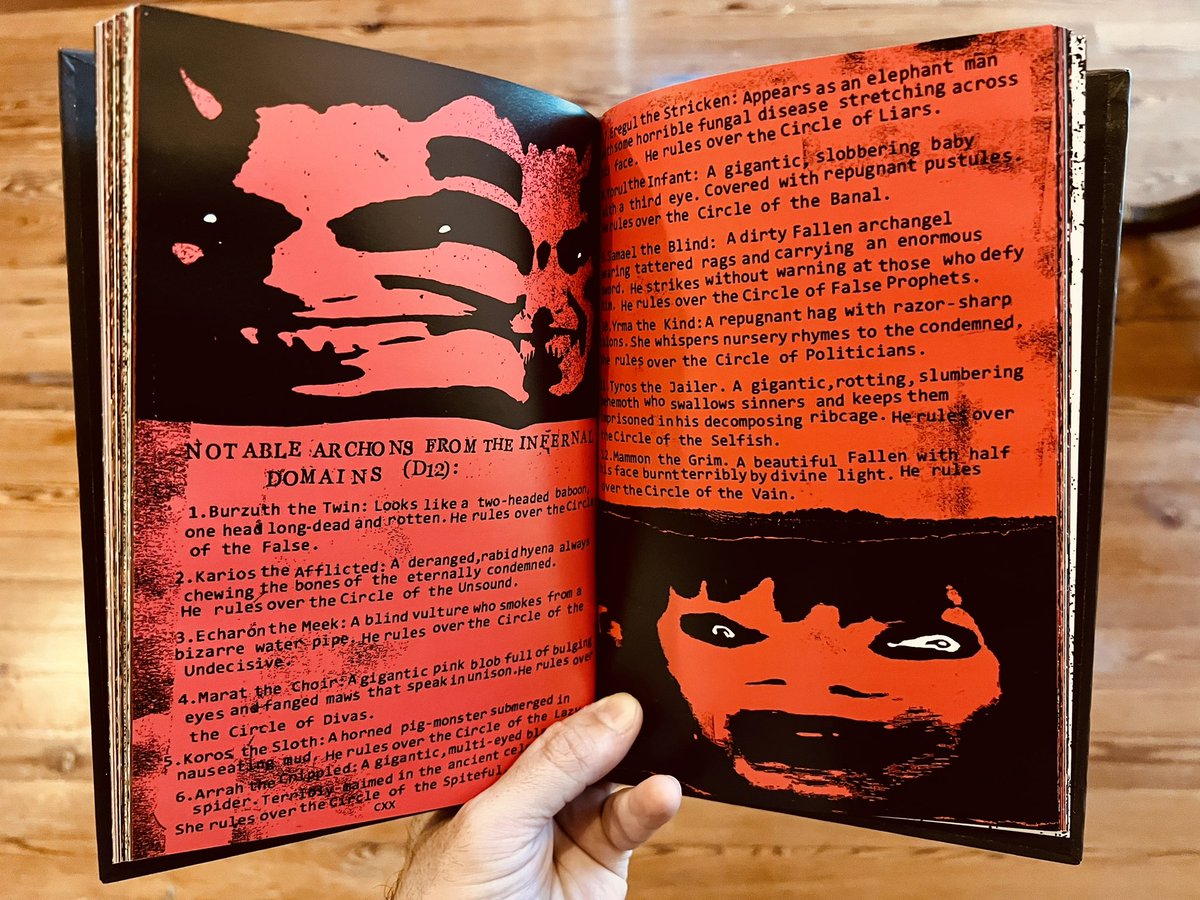 NOTABLE ARCHONS FROM THE INFERNAL
DOMAINS (D12):
1.Burzuth the Twin: Looks like a two-headed baboon,
one head long-dead and rotten. He rules over the Circle
of the False.
2.Karios the Afflicted: A deranged, rabid hyena always
chewing the bones of the eternally condemned.
He rules over the Circle of the Unsound.
3.Echaron the Meek: A blind vulture who smokes from a
bizarre water pipe. He rules over the Circle of the
Undecisive.
4.Marat the Choir: A gigantic pink blob full of bulging
eyes and fanged maws that speak in unison. He rules over
the Circle of Divas.
5.Koros the Sloth: A horned pig-monster submerged in
nauseating mud. He rules over the Circle of the Lazy
6.Arrah the Crippled: A gigantic, multi-eyed
spider. Terribly maimed in the ancient
She rules over the Circle of the Spiteful
CXX
the Stricken: Appears as an elephant man
some horrible fungal disease stretching across
face. He rules over the Circle of Liars.
the Infant: A gigantic, slobbering baby
with a third eye. Covered with repugnant pustules.
rules over the Circle of the Banal.
Samael the Blind: A dirty Fallen archangel
tattered rags and carrying an enormous
He strikes without warning at those who defy
He rules over the Circle of False Prophets.
Yrma the Kind: A repugnant hag with razor-sharp
She whispers nursery rhymes to the condemned,
rules over the Circle of Politicians.
Tyros the Jailer. A gigantic, rotting, slumbering
who swallows sinners and keeps them
in his decomposing ribcage. He rules over
the Circle of the Selfish.
Mammon the Grim. A beautiful Fallen with half
his face burnt terribly by divine light. He rules
over the Circle of the Vain.